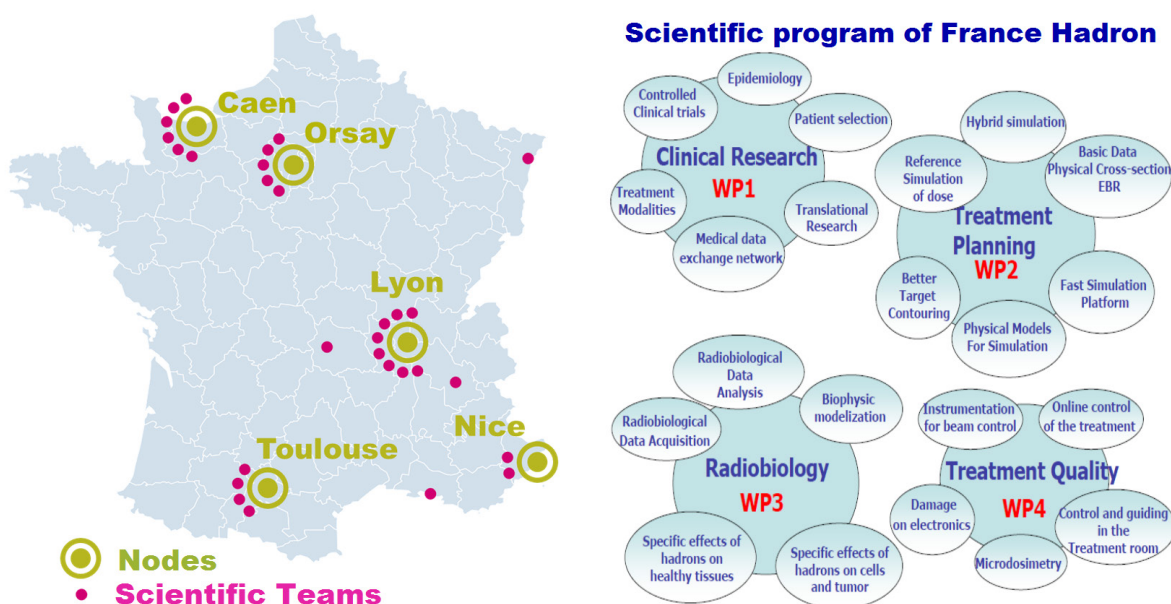 Caen
Orsay
Lyon
Nice
Toulouse
Nodes
Scientific Teams
Scientific program of France Hadron
Epidemiology
Controlled
Clinical trials
Patient selection
Clinical Research
WP1
Treatment
Modalities
Translational
Research
Medical data
exchange network
Hybrid simulation
Reference
Simulation
of dose
Basic Data
Physical Cross-section
EBR
Treatment
Planning
WP2
Better
Target
Contouring
Fast Simulation
Platform
Physical Models
For Simulation
Radiobiological
Data
Analysis
Radiobiological
Data Acquisition
Biophysic
modelization
Radiobiology
WP3
Specific effects of
hadrons on
healthy tissues
Specific effects of
hadrons on cells
and tumor
Instrumentation
for beam control
Online control
of the treatment
Treatment Quality
WP4
Damage
on electronics
Control and guiding
in the
Treatment room
Microdosimetry